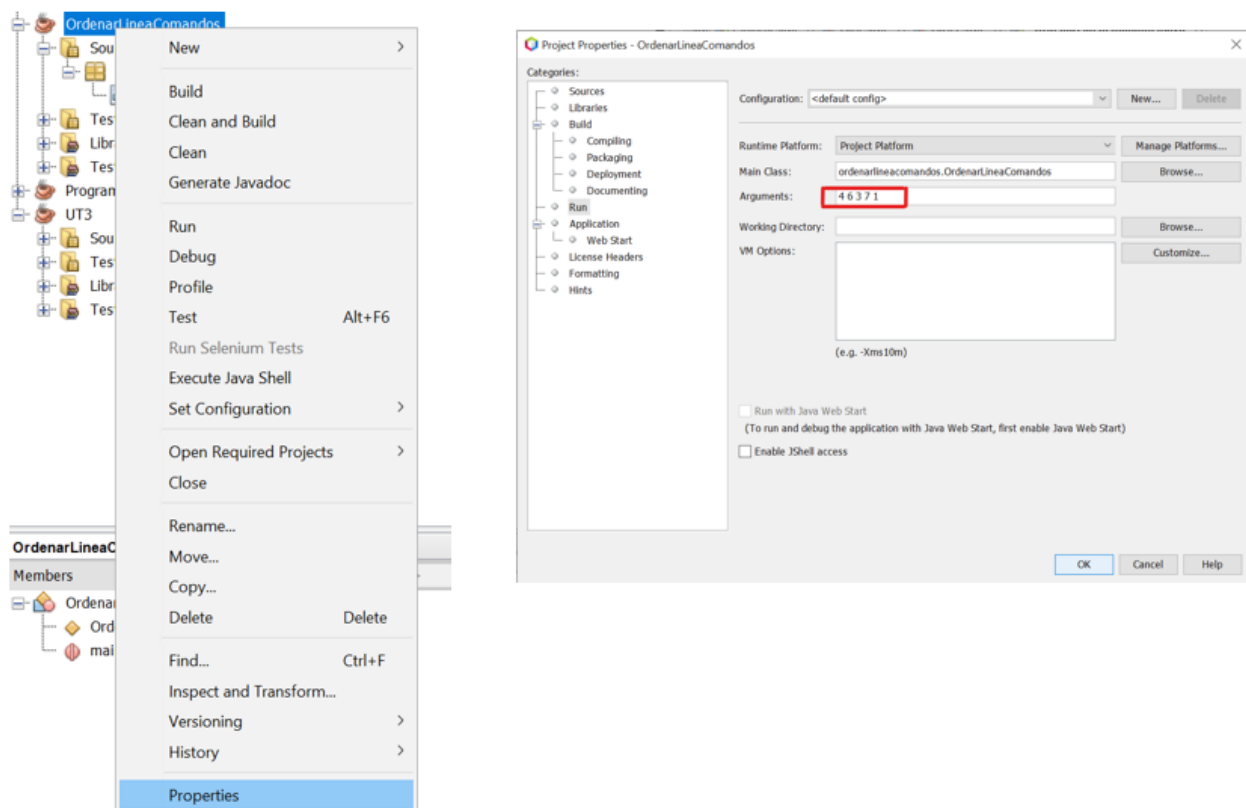 OrdenarLineaComandos
Sou
Tes
Libr
Tes
Program
UT3
Sou
Tes
Libr
Tes
New
Build
Clean and Build
Clean
Generate Javadoc
Run
Debug
Profile
Test Alt+F6
Run Selenium Tests
Execute Java Shell
Set Configuration
Open Required Projects
Close
Rename...
Move...
Copy...
Delete Delete
Find... Ctrl+F
Inspect and Transform...
Versioning
History
Properties
OrdenarLineaC
Members
Ordenar
Ord
mai
Project Properties - OrdenarLineaComandos
Categories:
Sources
Libraries
Build
Compiling
Packaging
Deployment
Documenting
Run
Application
Web Start
License Headers
Formatting
Hints
Configuration: <default config> New... Delete
Runtime Platform: Project Platform Manage Platforms...
Main Class: ordenarlineacomandos.OrdenarLineaComandos Browse...
Arguments: 4 6 3 7 1
Working Directory: Browse...
VM Options: Customize...
(e.g. -Xms10m)
Run with Java Web Start
(To run and debug the application with Java Web Start, first enable Java Web Start)
Enable JShell access
OK Cancel Help